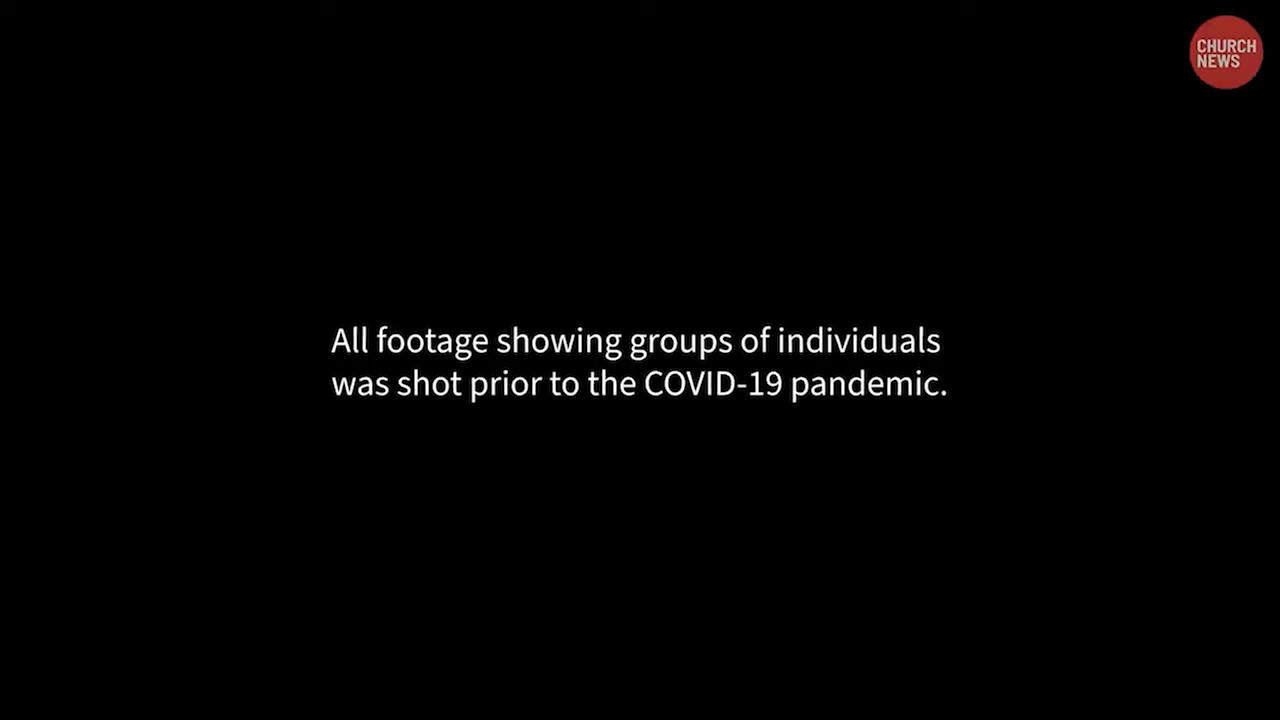 CHURCH
NEWS
All footage showing groups of individuals
was shot prior to the COVID-19 pandemic.